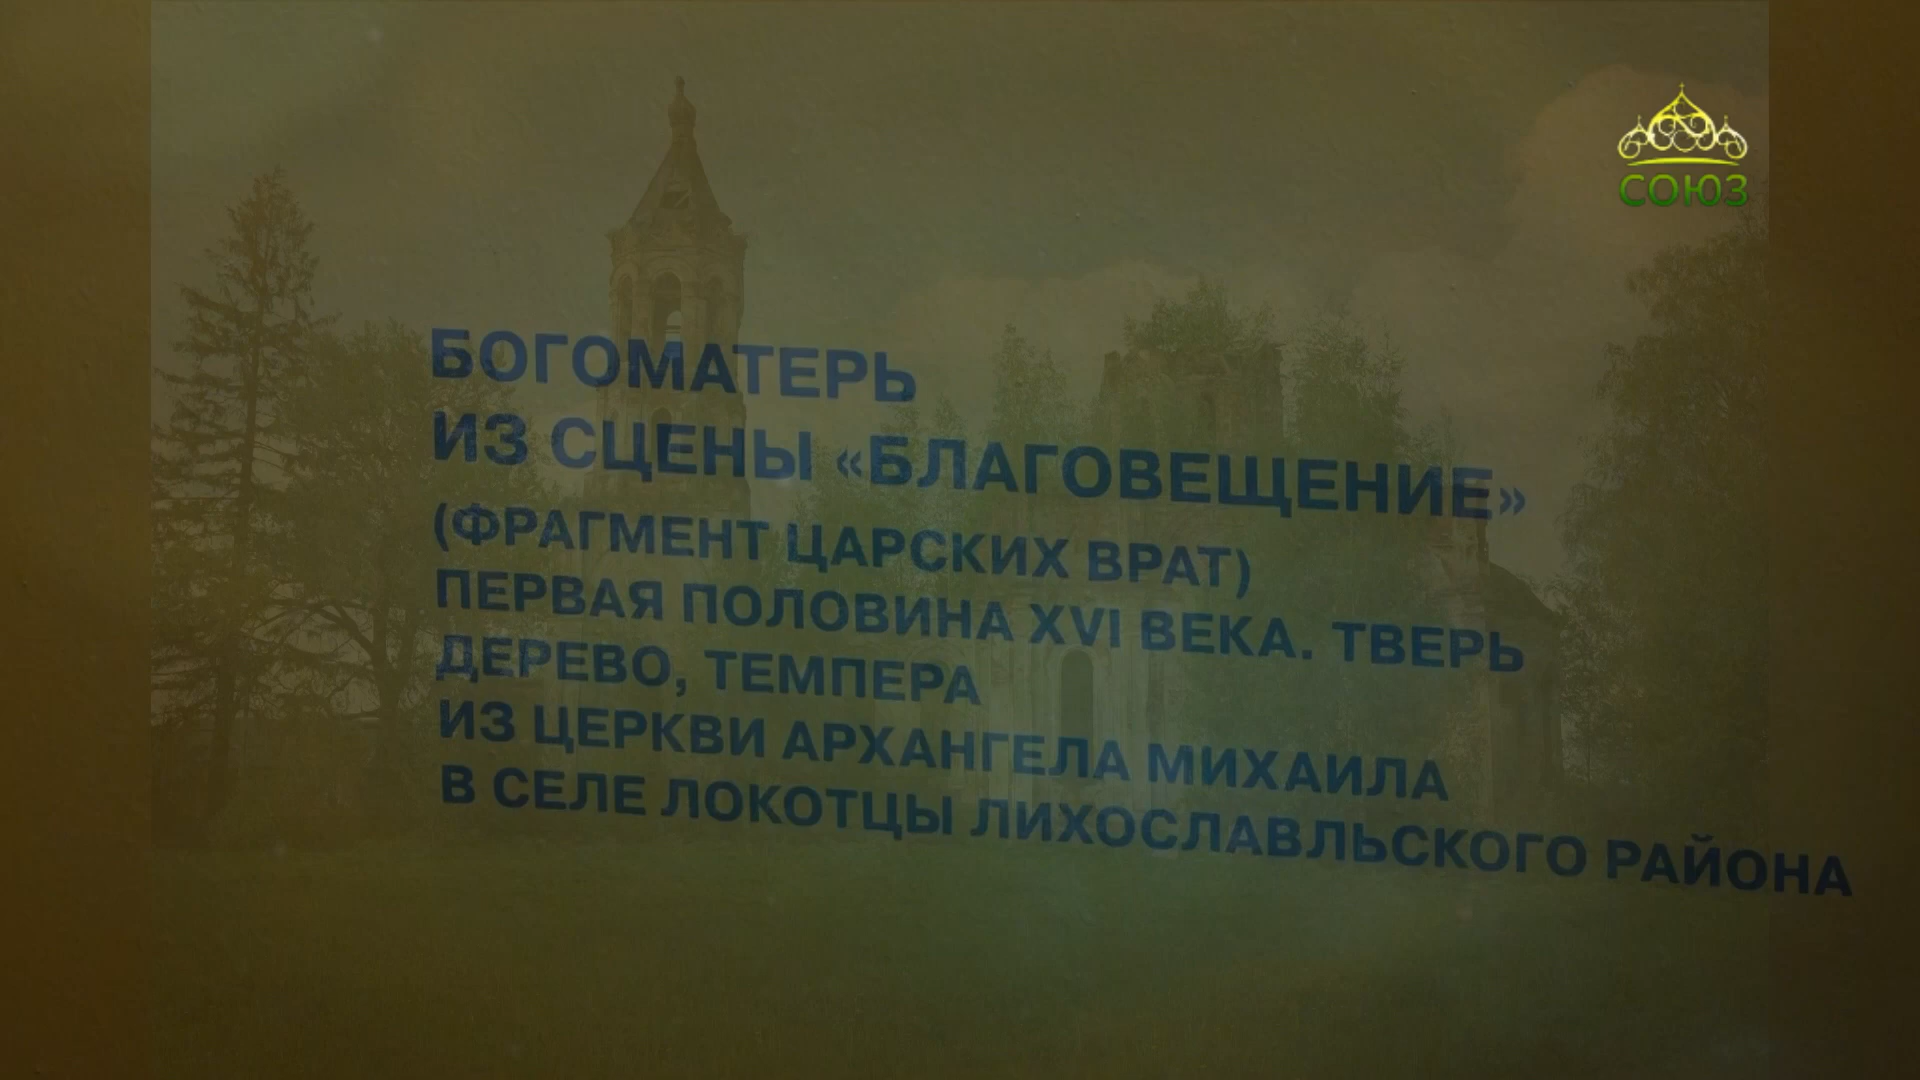 СОЮЗ
БОГОМАТЕРЬ
ИЗ СЦЕНЫ «БЛАГОВЕЩЕНИЕ»
(ФРАГМЕНТ ЦАРСКИХ ВРАТ)
ПЕРВАЯ ПОЛОВИНА XVI ВЕКА. ТВЕРЬ
ДЕРЕВО, ТЕМПЕРА
ИЗ ЦЕРКВИ АРХАНГЕЛА МИХАИЛА
В СЕЛЕ ЛОКОТЦЫ ЛИХОСЛАВЛЬСКОГО РАЙОНА